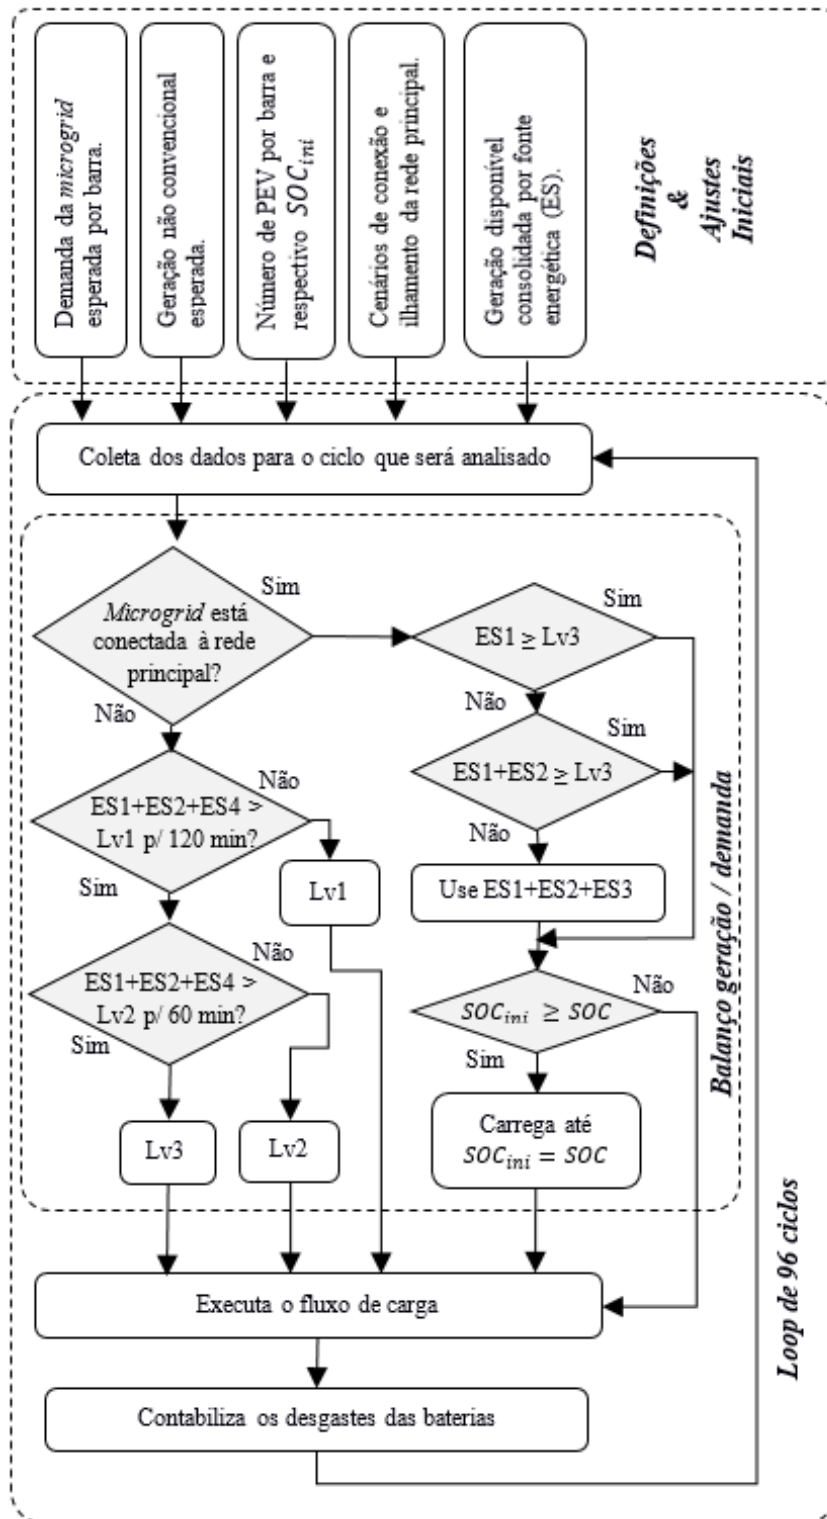 Demanda da microgrid
esperada por barra.
Geração não convencional
esperada.
Número de PEV por barra e
respectivo SOC_ini
Cenários de conexão e
ilhamento da rede principal.
Geração disponível
consolidada por fonte
energética (ES).
Definições
&
Ajustes
Iniciais
Coleta dos dados para o ciclo que será analisado
Microgrid está
conectada à rede
principal?
Sim
Não
ES1 ≥ Lv3
Sim
Não
ES1+ES2 ≥ Lv3
Sim
Não
ES1+ES2+ES4 >
Lv1 p/ 120 min?
Não
Sim
Lv1
Use ES1+ES2+ES3
ES1+ES2+ES4 >
Lv2 p/ 60 min?
Não
Sim
SOC_ini ≥ SOC
Não
Sim
Lv3
Lv2
Carrega até
SOC_ini = SOC
Balanço geração / demanda
Executa o fluxo de carga
Contabiliza os desgastes das baterias
Loop de 96 ciclos